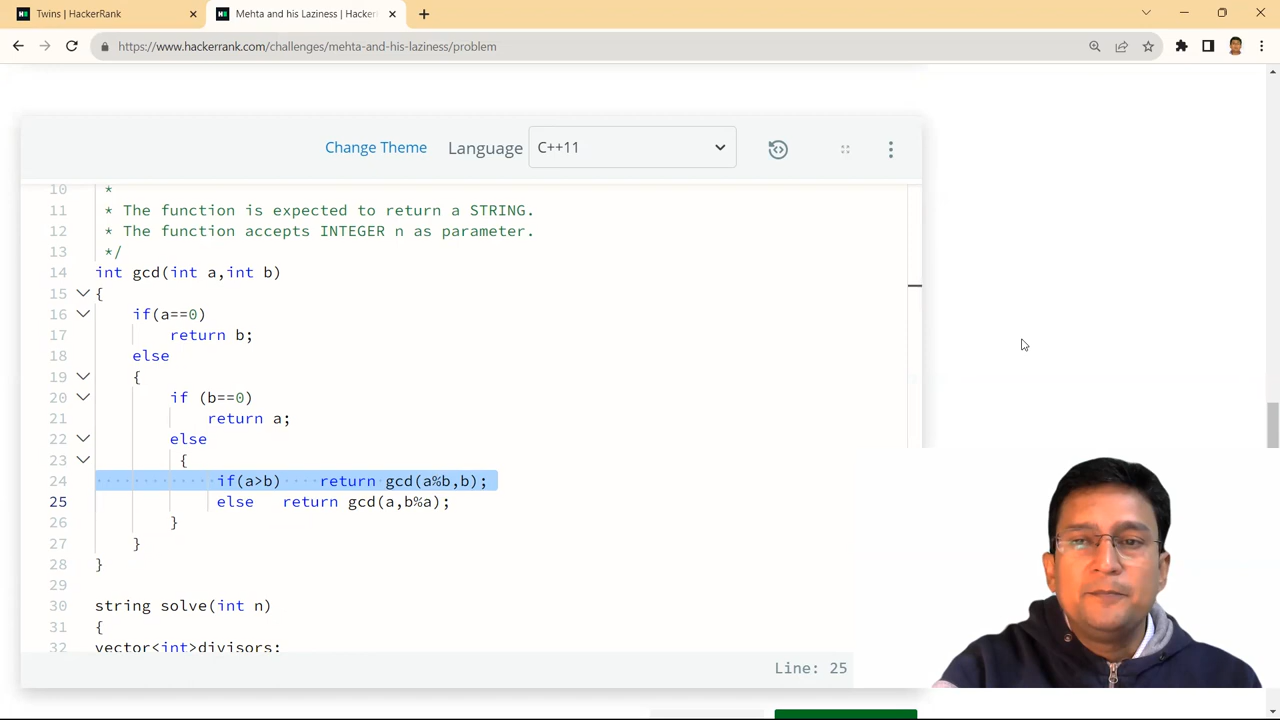 Twins | HackerRank
Mehta and his Laziness | Hacker
https://www.hackerrank.com/challenges/mehta-and-his-laziness/problem
Change Theme
Language
C++11
10 *
11 * The function is expected to return a STRING.
12 * The function accepts INTEGER n as parameter.
13 */
14 int gcd(int a,int b)
15 {
16 if(a==0)
17 return b;
18 else
19 {
20 if (b==0)
21 return a;
22 else
23 {
24 if(a>b) return gcd(a%b,b);
25 else return gcd(a,b%a);
26 }
27 }
28 }
29
30 string solve(int n)
31 {
32 vector<int>divisors;
Line: 25